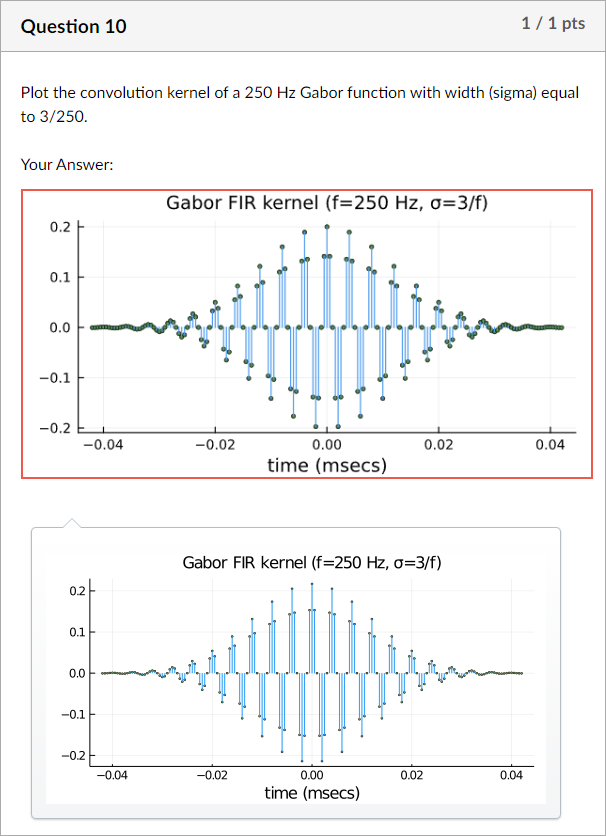 Question 10
1 / 1 pts
Plot the convolution kernel of a 250 Hz Gabor function with width (sigma) equal
to 3/250.
Your Answer:
Gabor FIR kernel (f=250 Hz, σ=3/f)
0.2
0.1
0.0
−0.1
−0.2
−0.04 −0.02 0.00 0.02 0.04
time (msecs)
Gabor FIR kernel (f=250 Hz, σ=3/f)
0.2
0.1
0.0
−0.1
−0.2
−0.04 −0.02 0.00 0.02 0.04
time (msecs)